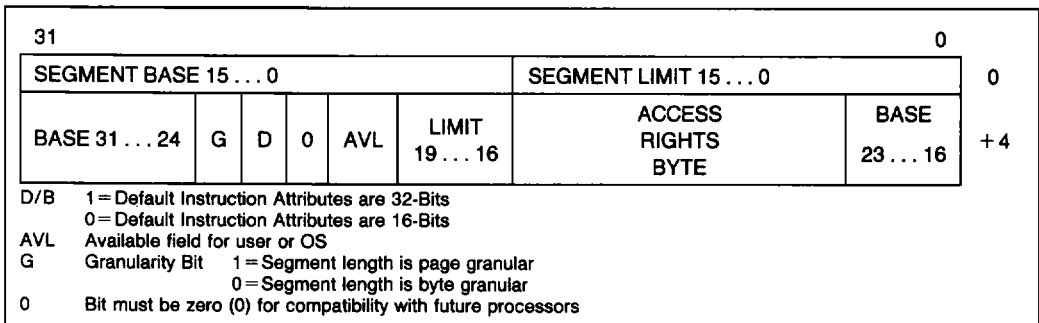 31 0
SEGMENT BASE 15 . . . 0 SEGMENT LIMIT 15 . . . 0 0
BASE 31 . . . 24 G D 0 AVL LIMIT 19 . . . 16 ACCESS RIGHTS BYTE BASE 23 . . . 16 +4
D/B 1=Default Instruction Attributes are 32-Bits
0=Default Instruction Attributes are 16-Bits
AVL Available field for user or OS
G Granularity Bit 1=Segment length is page granular
0=Segment length is byte granular
0 Bit must be zero (0) for compatibility with future processors